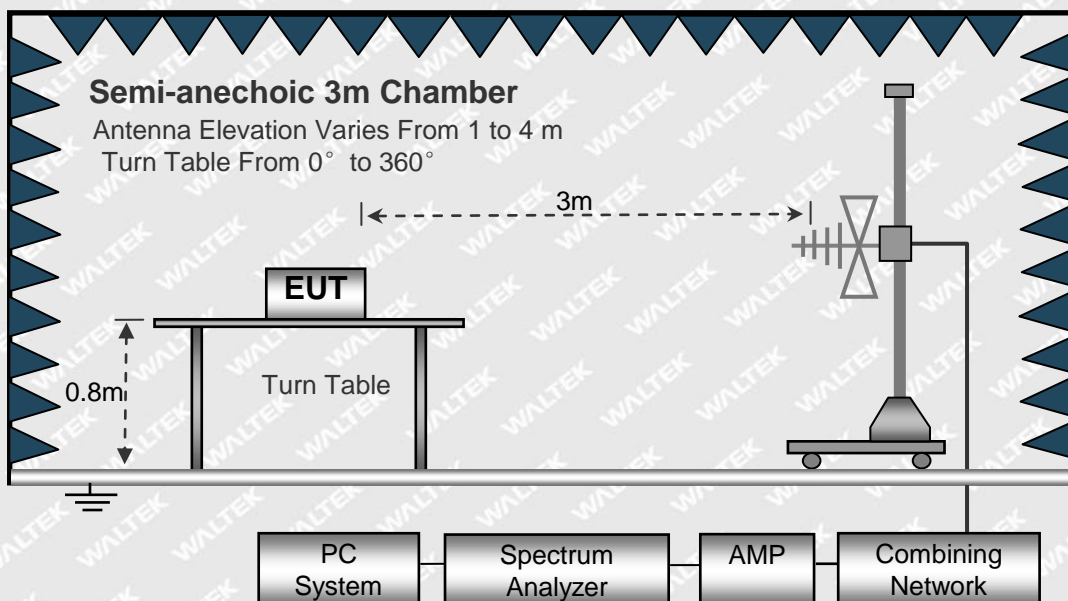 Semi-anechoic 3m Chamber
Antenna Elevation Varies From 1 to 4 m
Turn Table From 0° to 360°
3m
EUT
0.8m
Turn Table
PC
System
Spectrum
Analyzer
AMP
Combining
Network
WALTEK